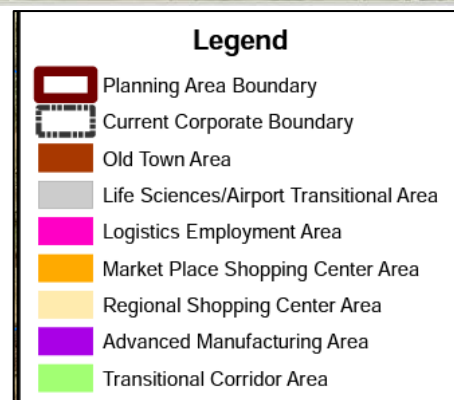 Legend
Planning Area Boundary
Current Corporate Boundary
Old Town Area
Life Sciences/Airport Transitional Area
Logistics Employment Area
Market Place Shopping Center Area
Regional Shopping Center Area
Advanced Manufacturing Area
Transitional Corridor Area